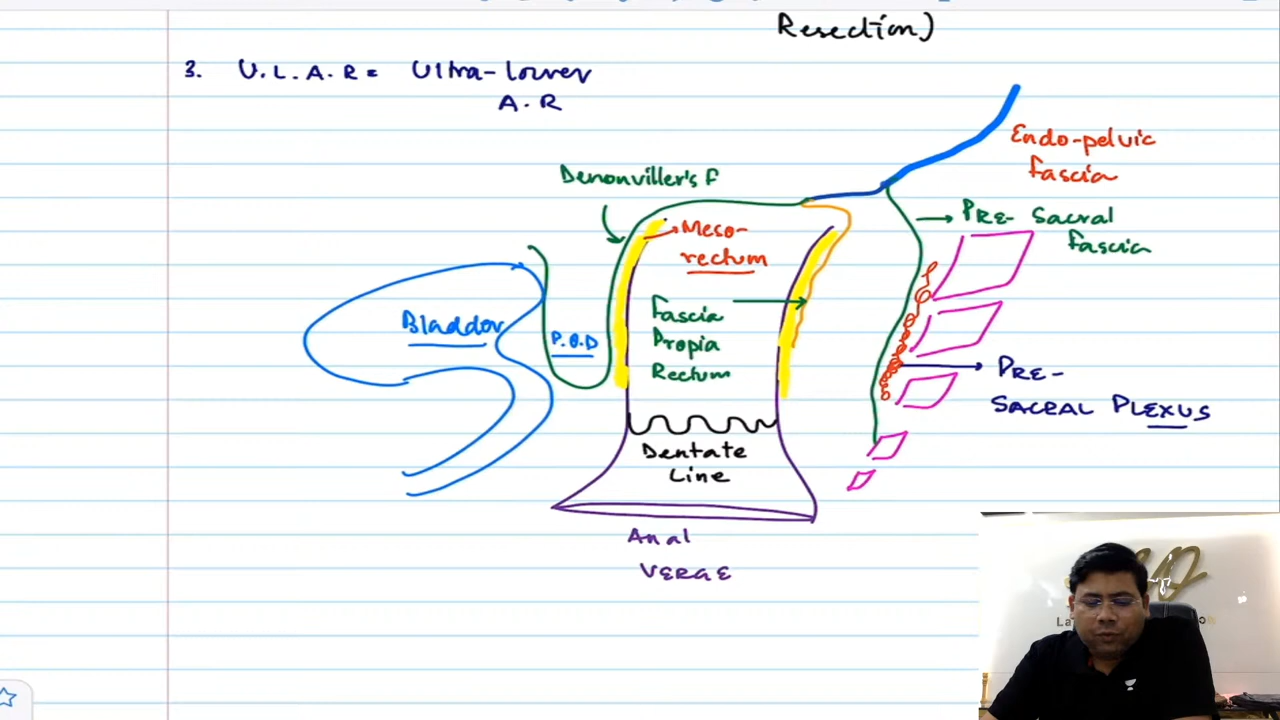 Resection)
3. U.L.A.R = Ultra-lower
A.R
Endo-pelvic
fascia
Denonviller's F
PRE-Sacral
fascia
Meso-
rectum
Bladdor
P.O.D
Fascia
Propia
Rectum
PRE-
SACRAL PLEXUS
Dentate
Line
Anal
VERGE